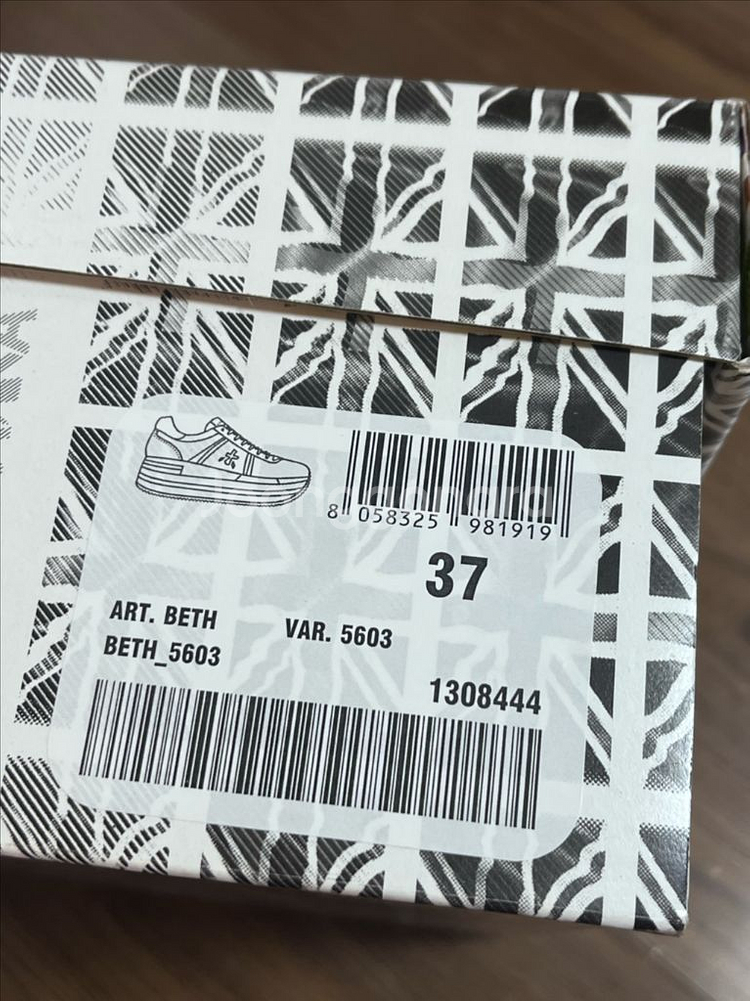 8 058325 981919
37
ART. BETH VAR. 5603
BETH_5603
1308444